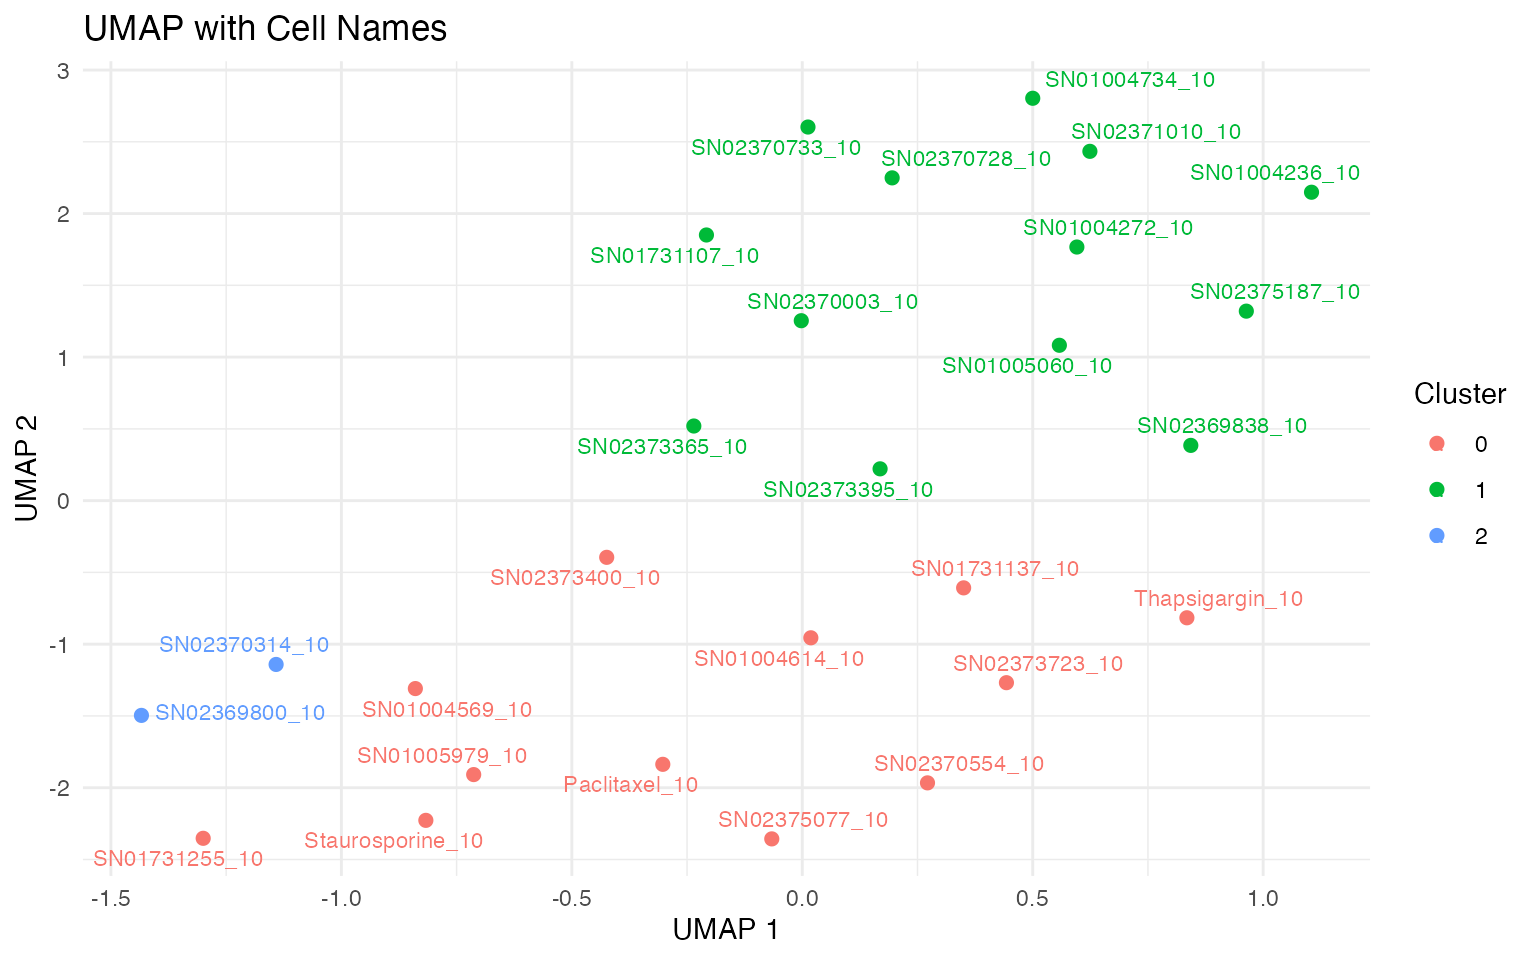 UMAP with Cell Names
3
SN01004734_10
SN02371010_10
SN02370733_10
SN02370728_10
SN01004236_10
2
SN01004272_10
SN01731107_10
SN02375187_10
SN02370003_10
1
SN01005060_10
Cluster
SN02369838_10
SN02373365_10
0
SN02373395_10
1
0
2
UMAP 2
SN01731137_10
SN02373400_10
Thapsigargin_10
-1
SN02370314_10
SN01004614_10
SN02373723_10
SN01004569_10
SN02369800_10
SN01005979_10
SN02370554_10
-2
Paclitaxel_10
SN02375077_10
Staurosporine_10
SN01731255_10
-1.5 -1.0 -0.5 0.0 0.5 1.0
UMAP 1